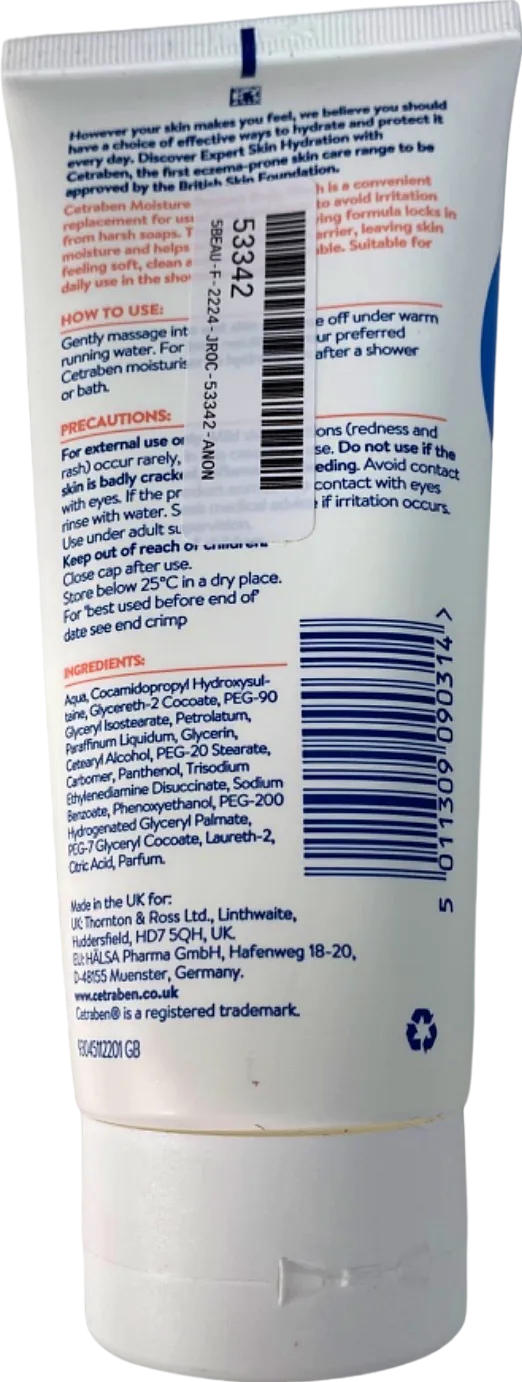 However your skin makes you feel, we believe you should
have a choice of effective ways to hydrate and protect it
every day. Discover Expert Skin Hydration with
Cetraben, the first eczema-prone skin care range to be
approved by the British Skin Foundation.
Cetraben Moisture h is a convenient
replacement for to avoid irritation
from harsh soaps. formula locks in
moisture and helps leaving skin
feeling soft, clean Suitable for
daily use in the
HOW TO USE:
Gently massage off under warm
running water. For preferred
Cetraben after a shower
or bath.
PRECAUTIONS:
For external use (redness and
rash) occur rarely, Do not use if the
skin is badly Avoid contact
with eyes. If the contact with eyes
rinse with water. if irritation occurs.
Use under adult
Keep out of reach of children.
Close cap after use.
Store below 25°C in a dry place.
For 'best used before end of'
date see end crimp
INGREDIENTS:
Aqua, Cocamidopropyl Hydroxysul-
taine, Glycereth-2 Cocoate, PEG-90
Glyceryl Isostearate, Petrolatum,
Paraffinum Liquidum, Glycerin,
Cetearyl Alcohol, PEG-20 Stearate,
Carbomer, Panthenol, Trisodium
Ethylenediamine Disuccinate, Sodium
Benzoate, Phenoxyethanol, PEG-200
Hydrogenated Glyceryl Palmate,
PEG-7 Glyceryl Cocoate, Laureth-2,
Citric Acid, Parfum.
Made in the UK for:
UK: Thornton & Ross Ltd., Linthwaite,
Huddersfield, HD7 5QH, UK.
EU: HÄLSA Pharma GmbH, Hafenweg 18-20,
D-48155 Muenster, Germany.
www.cetraben.co.uk
Cetraben® is a registered trademark.
93045112201 GB
53342
5BEAU-F-2224-JROC-53342-ANON
5 011309 090314 >